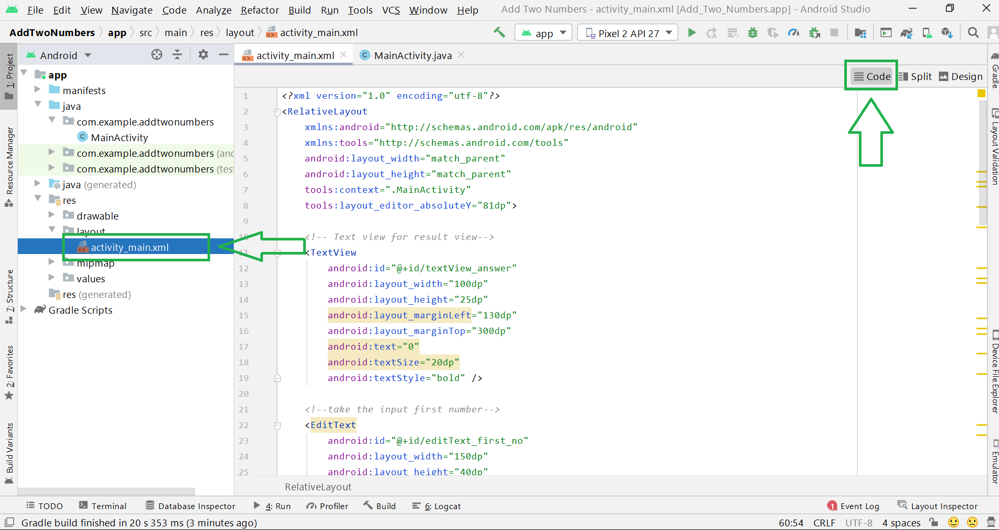 File Edit View Navigate Code Analyze Refactor Build Run Tools VCS Window Help Add Two Numbers - activity_main.xml [Add_Two_Numbers.app] - Android Studio
AddTwoNumbers app src main res layout activity_main.xml app Pixel 2 API 27
Android
activity_main.xml MainActivity.java
Code Split Design
1: Project
Resource Manager
7: Structure
2: Favorites
Build Variants
app
manifests
java
com.example.addtwonumbers
MainActivity
com.example.addtwonumbers (and
com.example.addtwonumbers (tes
java (generated)
res
drawable
layout
activity_main.xml
mipmap
values
res (generated)
Gradle Scripts
1 <?xml version="1.0" encoding="utf-8"?>
2 <RelativeLayout
3 xmlns:android="http://schemas.android.com/apk/res/android"
4 xmlns:tools="http://schemas.android.com/tools"
5 android:layout_width="match_parent"
6 android:layout_height="match_parent"
7 tools:context=".MainActivity"
8 tools:layout_editor_absoluteY="81dp">
9
10 <!-- Text view for result view-->
11 <TextView
12 android:id="@+id/textView_answer"
13 android:layout_width="100dp"
14 android:layout_height="25dp"
15 android:layout_marginLeft="130dp"
16 android:layout_marginTop="300dp"
17 android:text="0"
18 android:textSize="20dp"
19 android:textStyle="bold" />
20
21 <!--take the input first number-->
22 <EditText
23 android:id="@+id/editText_first_no"
24 android:layout_width="150dp"
25 android:layout_height="40dp"
RelativeLayout
Gradle
Layout Validation
Device File Explorer
Emulator
TODO Terminal Database Inspector 4: Run Profiler Build 6: Logcat 1 Event Log Layout Inspector
Gradle build finished in 20 s 353 ms (3 minutes ago) 60:54 CRLF UTF-8 4 spaces